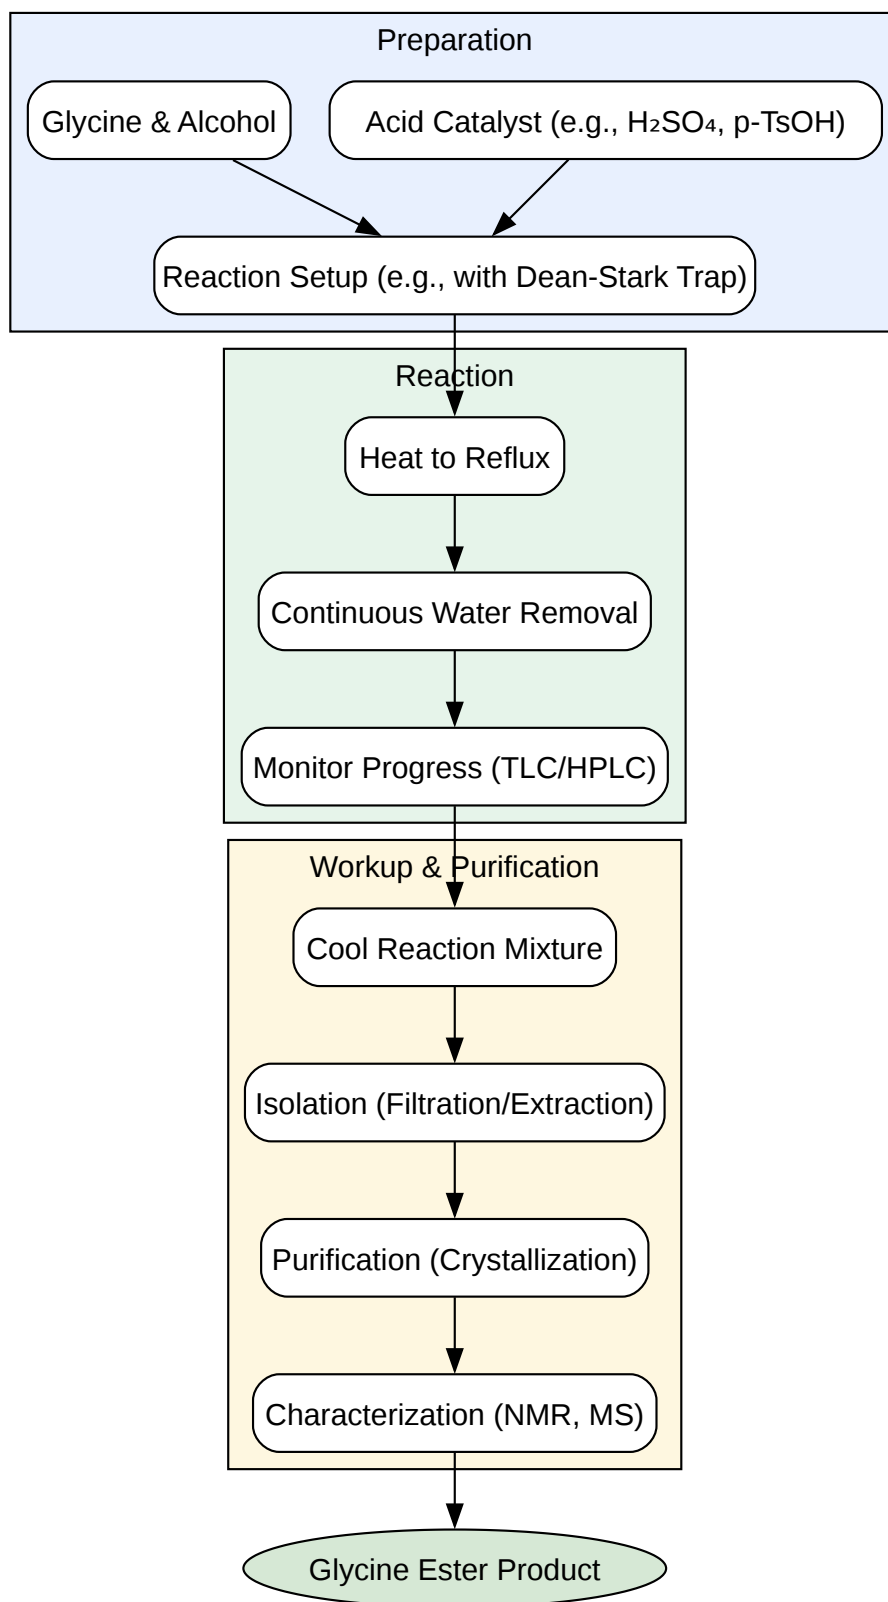 Preparation
Glycine & Alcohol
Acid Catalyst (e.g., H₂SO₄, p-TsOH)
Reaction Setup (e.g., with Dean-Stark Trap)
Reaction
Heat to Reflux
Continuous Water Removal
Monitor Progress (TLC/HPLC)
Workup & Purification
Cool Reaction Mixture
Isolation (Filtration/Extraction)
Purification (Crystallization)
Characterization (NMR, MS)
Glycine Ester Product